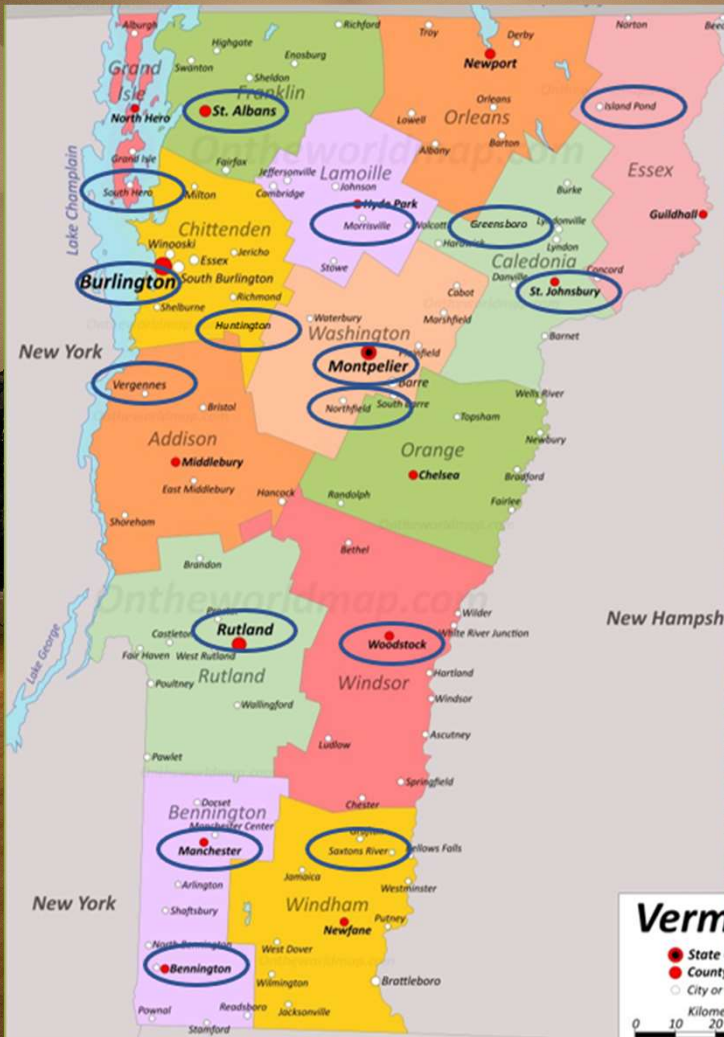 Alburgh
Richford
Troy
Derby
Norton
Highgate
Enosburg
Newport
Grand
Isle
Swanton
Sheldon
Franklin
St. Albans
North Hero
Lowell
Orleans
Orleans
Island Pond
Albany
Barton
Essex
Grand Isle
Fairfax
Jeffersonville
Lamoille
Johnson
Cambridge
South Hero
Milton
Hyde Park
Burke
Guildhall
Lake Champlain
Chittenden
Morrisville
Wolcott
Greensboro
Lyndonville
Hardwick
Lyndon
Winooski
Essex
Jericho
Stowe
Caledonia
Danville
Concord
Burlington
South Burlington
Richmond
Cabot
St. Johnsbury
Shelburne
Huntington
Waterbury
Washington
Marshfield
Barnet
New York
Montpelier
Plainfield
Barre
Vergennes
Bristol
Northfield
South Barre
Wells River
Topsham
Addison
Orange
Newbury
Middlebury
East Middlebury
Chelsea
Bradford
Hancock
Randolph
Fairlee
Shoreham
Ontheworldmap.com
Bethel
Brandon
Ontheworldmap.com
Lake George
Proctor
Rutland
Wilder
Castleton
Woodstock
White River Junction
New Hampsh
Fair Haven
West Rutland
Rutland
Windsor
Hartland
Poultney
Wallingford
Windsor
Ludlow
Ascutney
Pawlet
Springfield
Dorset
Chester
Bennington
Manchester Center
Grafton
Manchester
Saxtons River
Bellows Falls
Arlington
Jamaica
Westminster
New York
Shaftsbury
Windham
Newfane
Putney
North Bennington
West Dover
Bennington
Wilmington
Brattleboro
Pownal
Readsboro
Jacksonville
Stamford
Verm
State
County
City or
Kilome
0 10 20